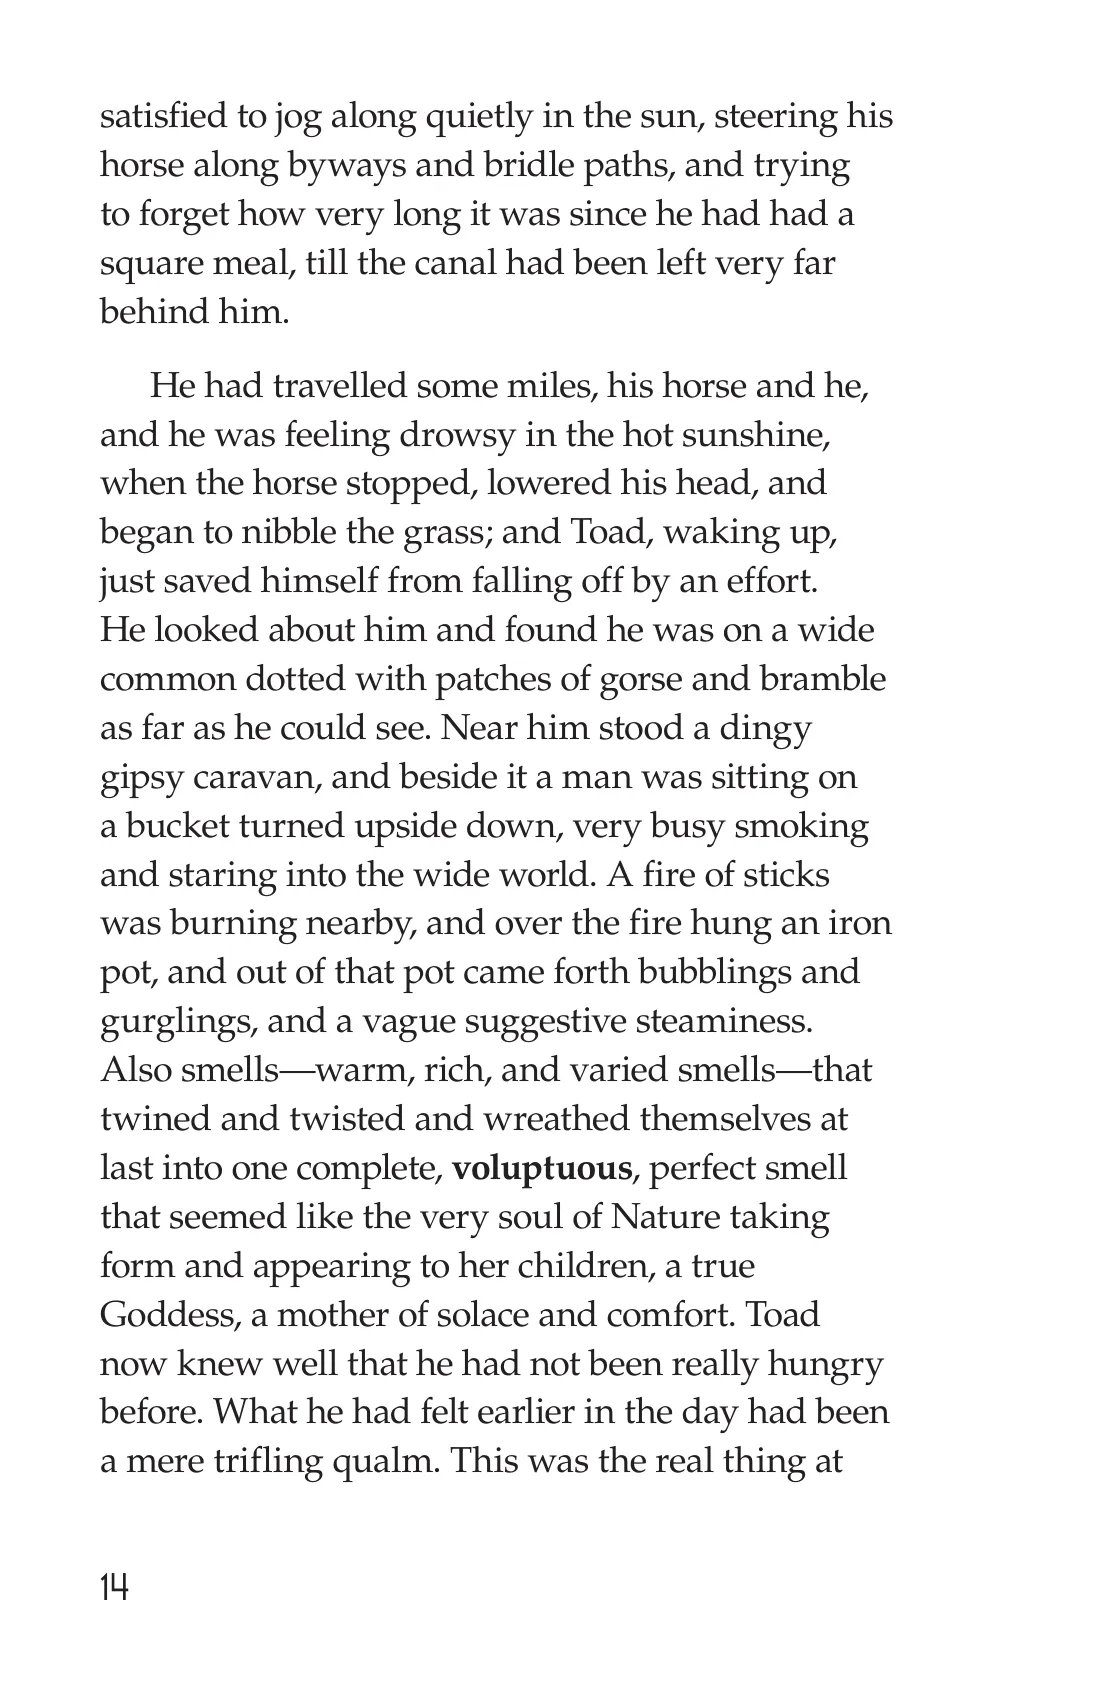 satisfied to jog along quietly in the sun, steering his
horse along byways and bridle paths, and trying
to forget how very long it was since he had had a
square meal, till the canal had been left very far
behind him.
He had travelled some miles, his horse and he,
and he was feeling drowsy in the hot sunshine,
when the horse stopped, lowered his head, and
began to nibble the grass; and Toad, waking up,
just saved himself from falling off by an effort.
He looked about him and found he was on a wide
common dotted with patches of gorse and bramble
as far as he could see. Near him stood a dingy
gipsy caravan, and beside it a man was sitting on
a bucket turned upside down, very busy smoking
and staring into the wide world. A fire of sticks
was burning nearby, and over the fire hung an iron
pot, and out of that pot came forth bubblings and
gurglings, and a vague suggestive steaminess.
Also smells—warm, rich, and varied smells—that
twined and twisted and wreathed themselves at
last into one complete, voluptuous, perfect smell
that seemed like the very soul of Nature taking
form and appearing to her children, a true
Goddess, a mother of solace and comfort. Toad
now knew well that he had not been really hungry
before. What he had felt earlier in the day had been
a mere trifling qualm. This was the real thing at
14